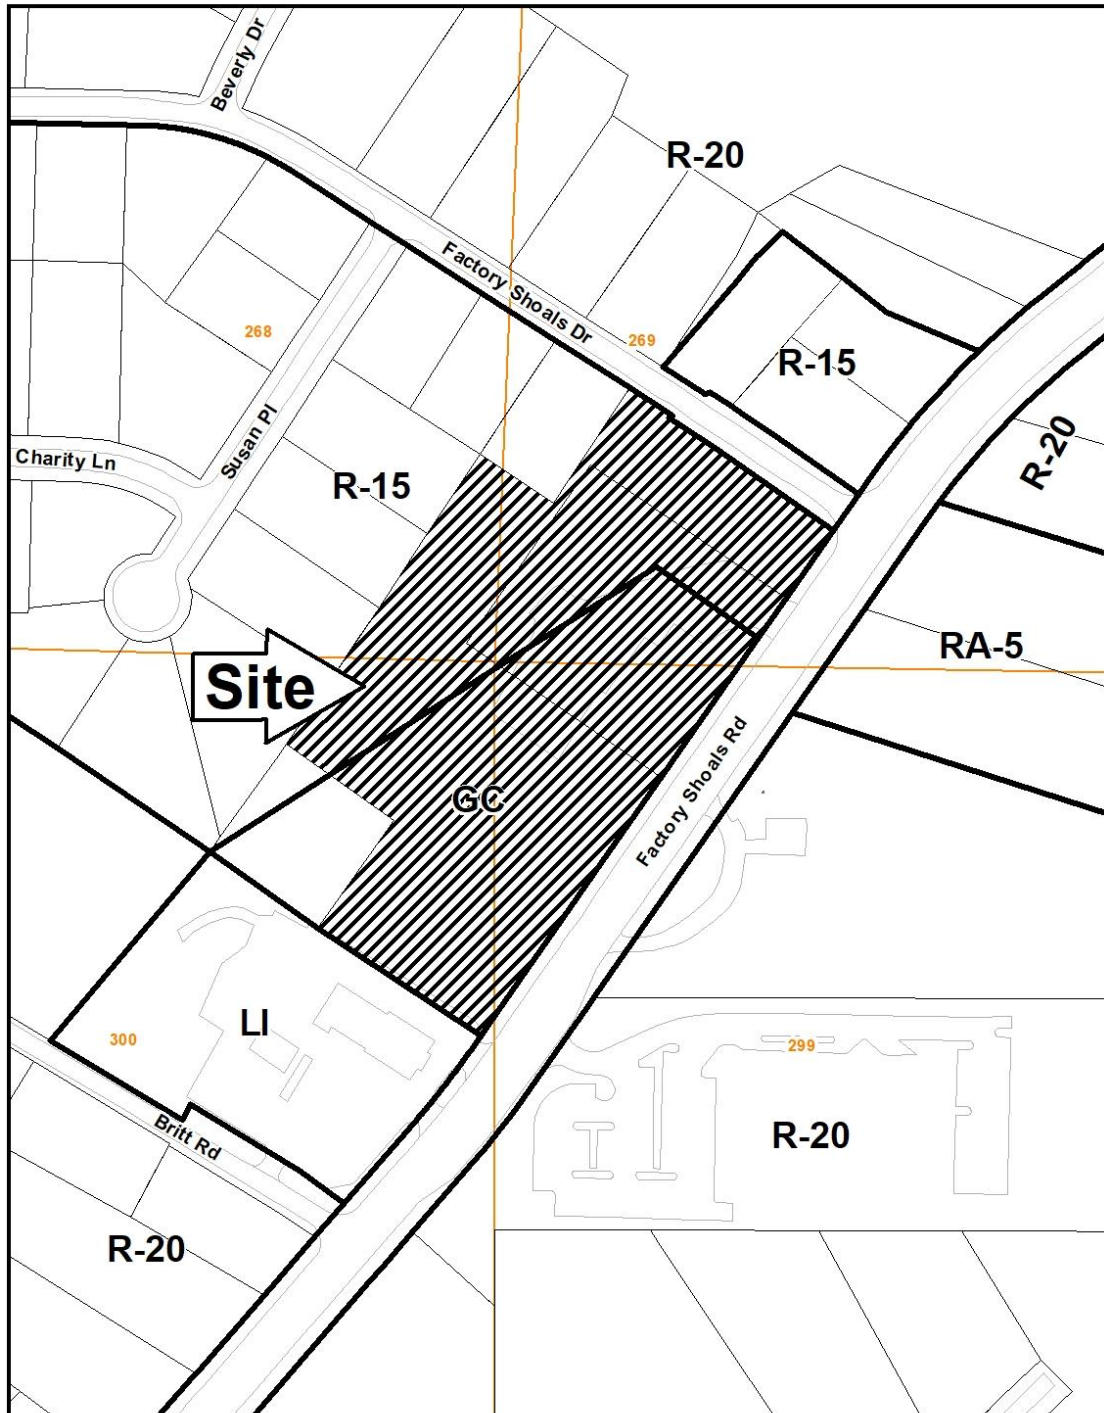 Beverly Dr
R-20
Factory Shoals Dr
268
269
R-15
R-20
Susan Pl
Charity Ln
R-15
RA-5
Site
Factory Shoals Rd
GC
LI
300
299
Britt Rd
R-20
R-20